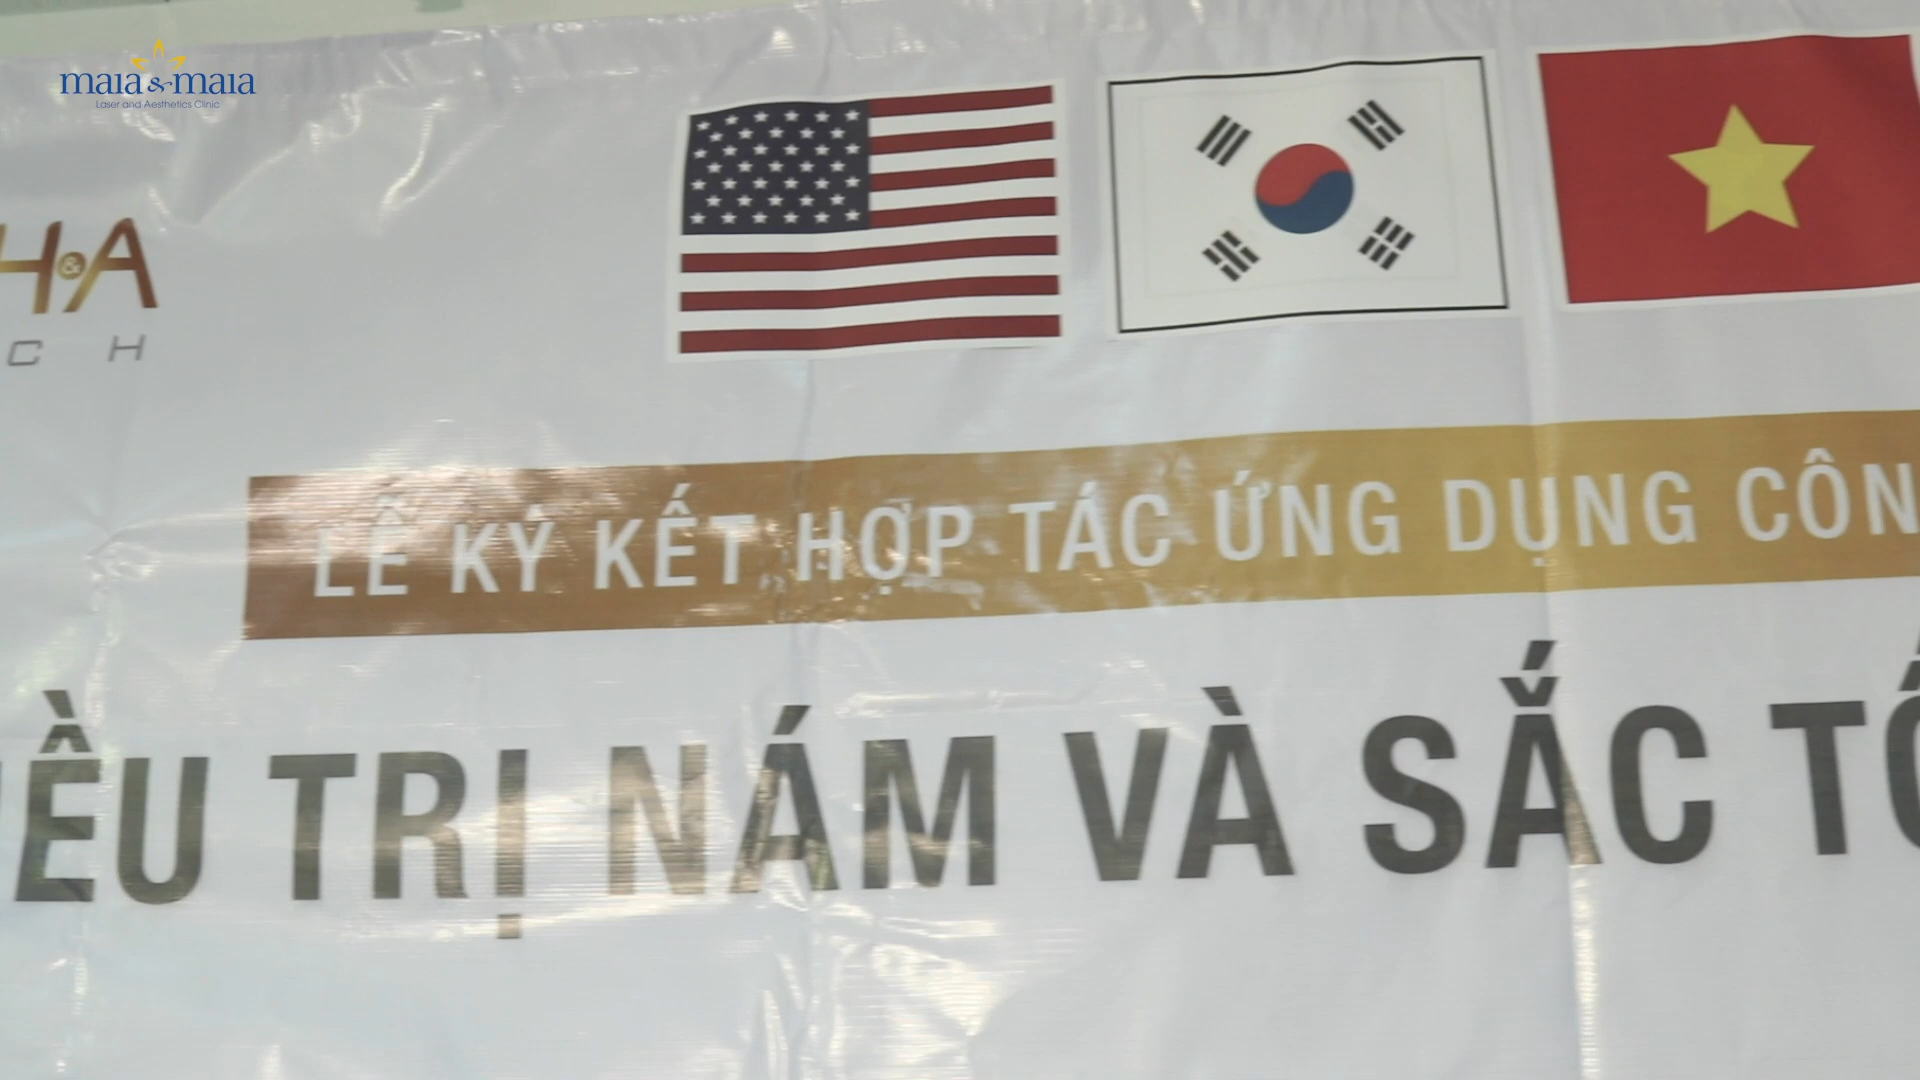 maia & maia
Laser and Aesthetics Clinic
H&A
C H
LỄ KÝ KẾT HỢP TÁC ỨNG DỤNG CÔN
ỀU TRỊ NÁM VÀ SẮC TỐ